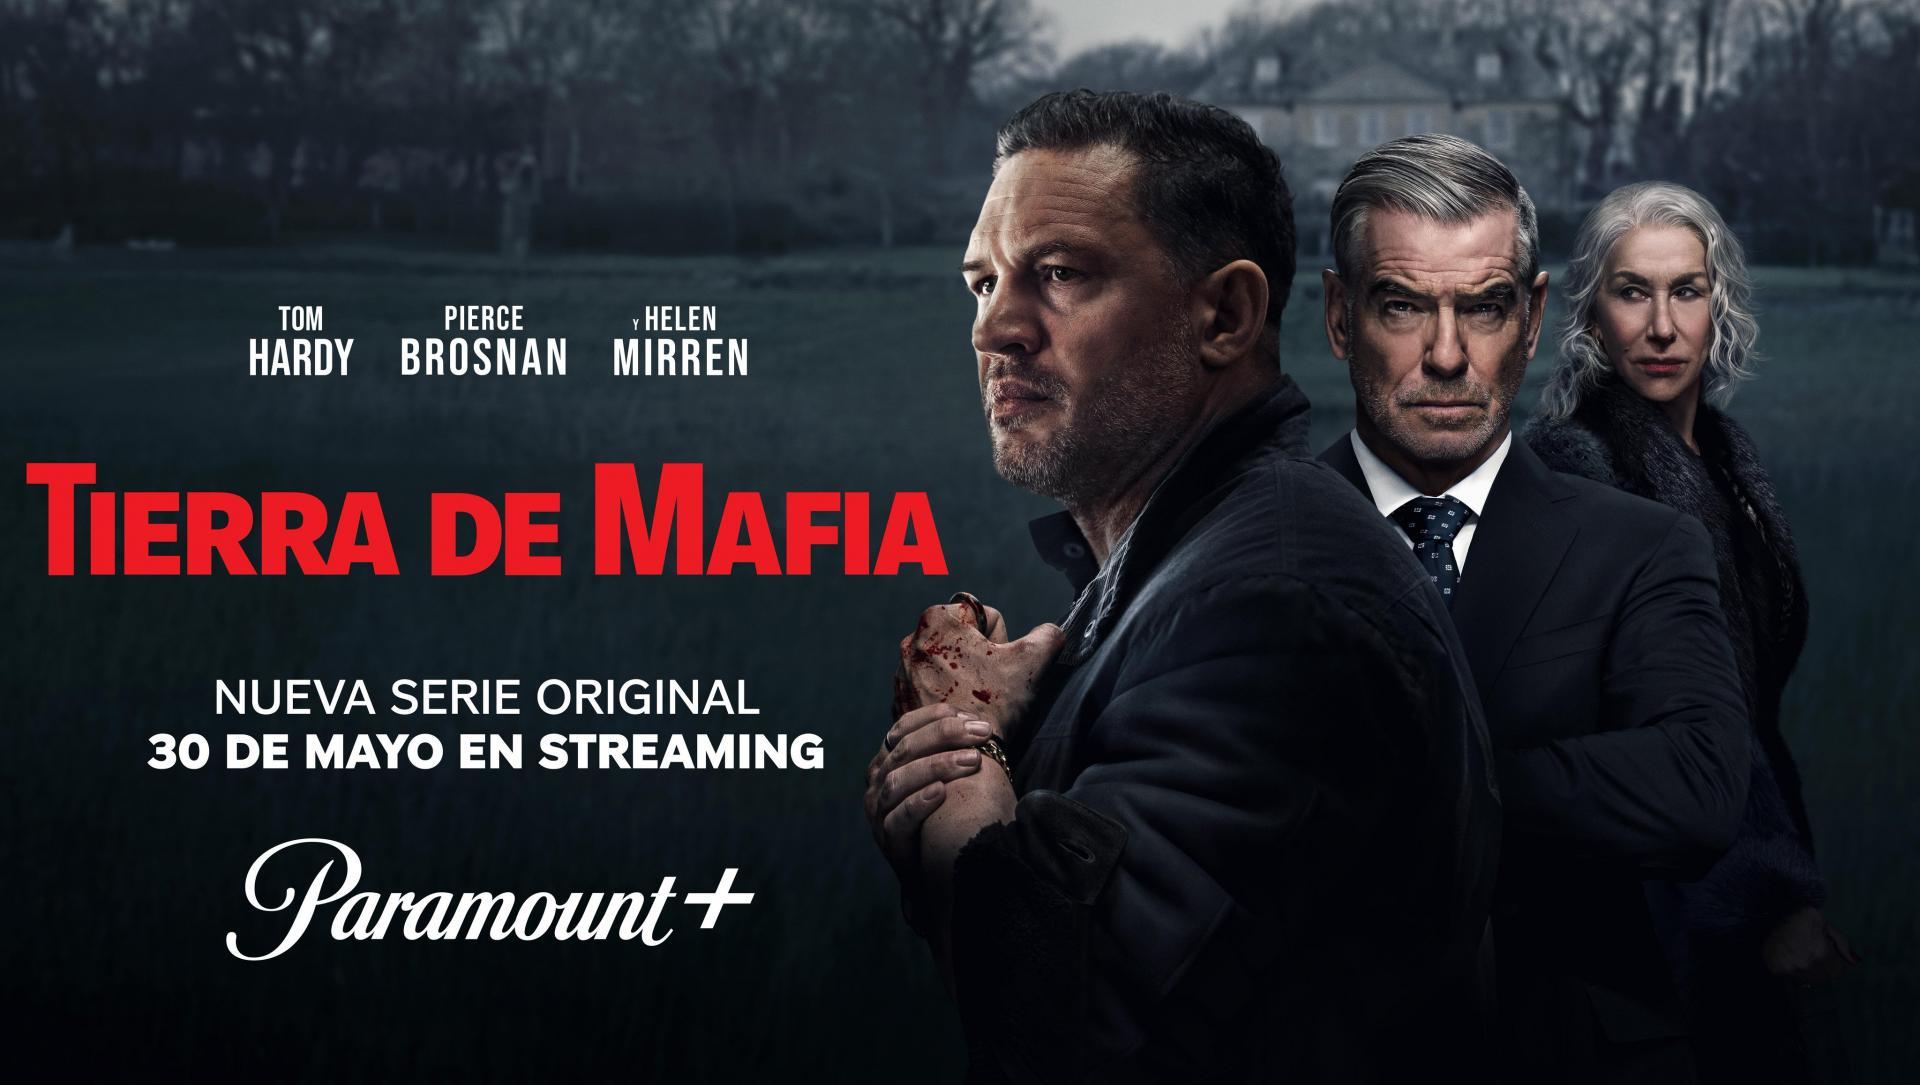 TOM HARDY
PIERCE BROSNAN
Y HELEN MIRREN
TIERRA DE MAFIA
NUEVA SERIE ORIGINAL
30 DE MAYO EN STREAMING
Paramount+